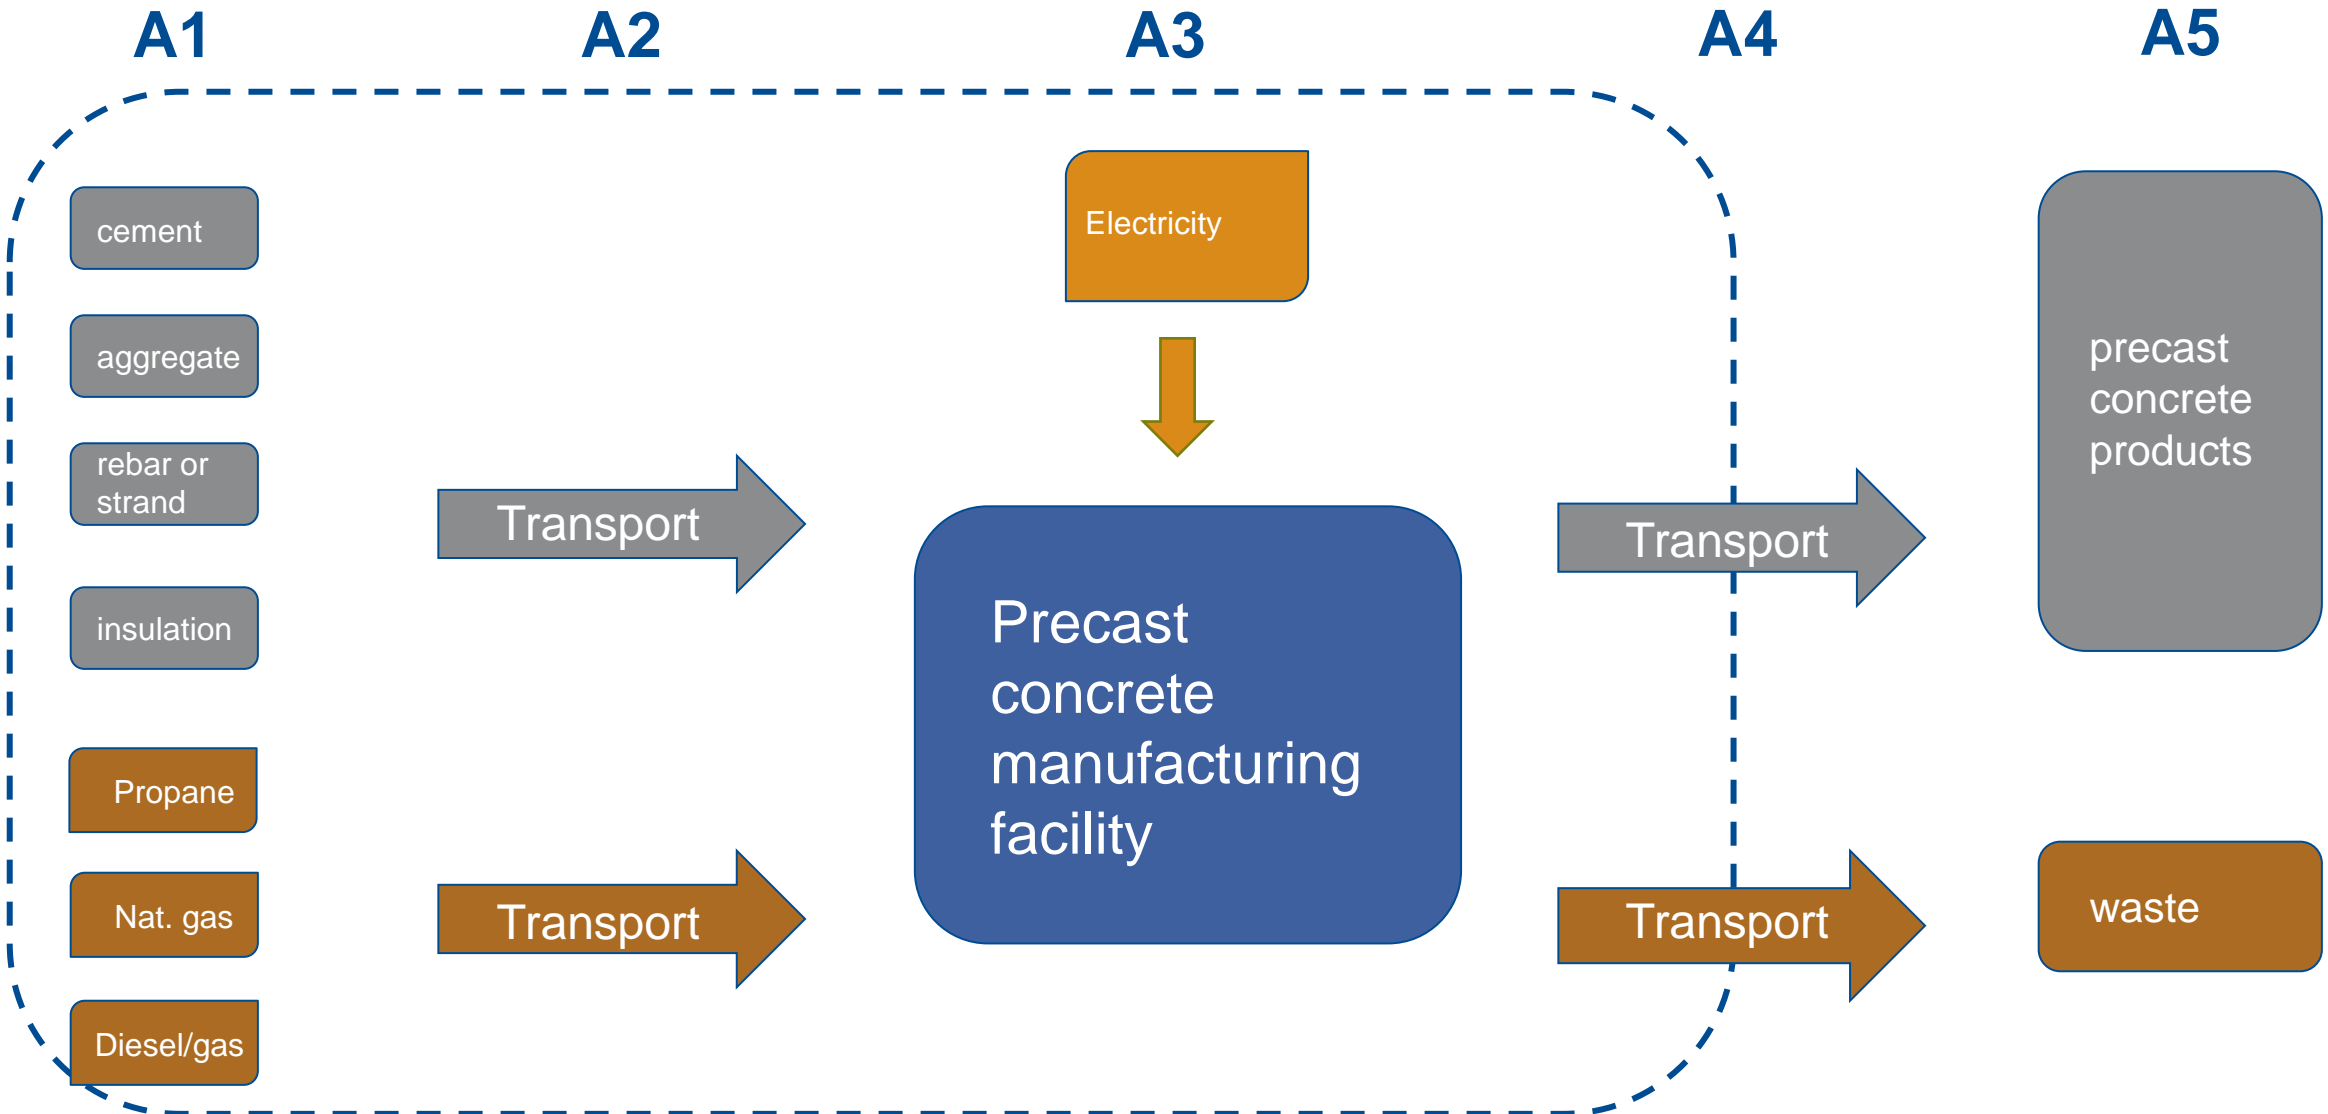 A1
A2
A3
A4
A5
cement
aggregate
rebar or
strand
insulation
Propane
Nat. gas
Diesel/gas
Transport
Transport
Electricity
Precast
concrete
manufacturing
facility
Transport
Transport
precast
concrete
products
waste